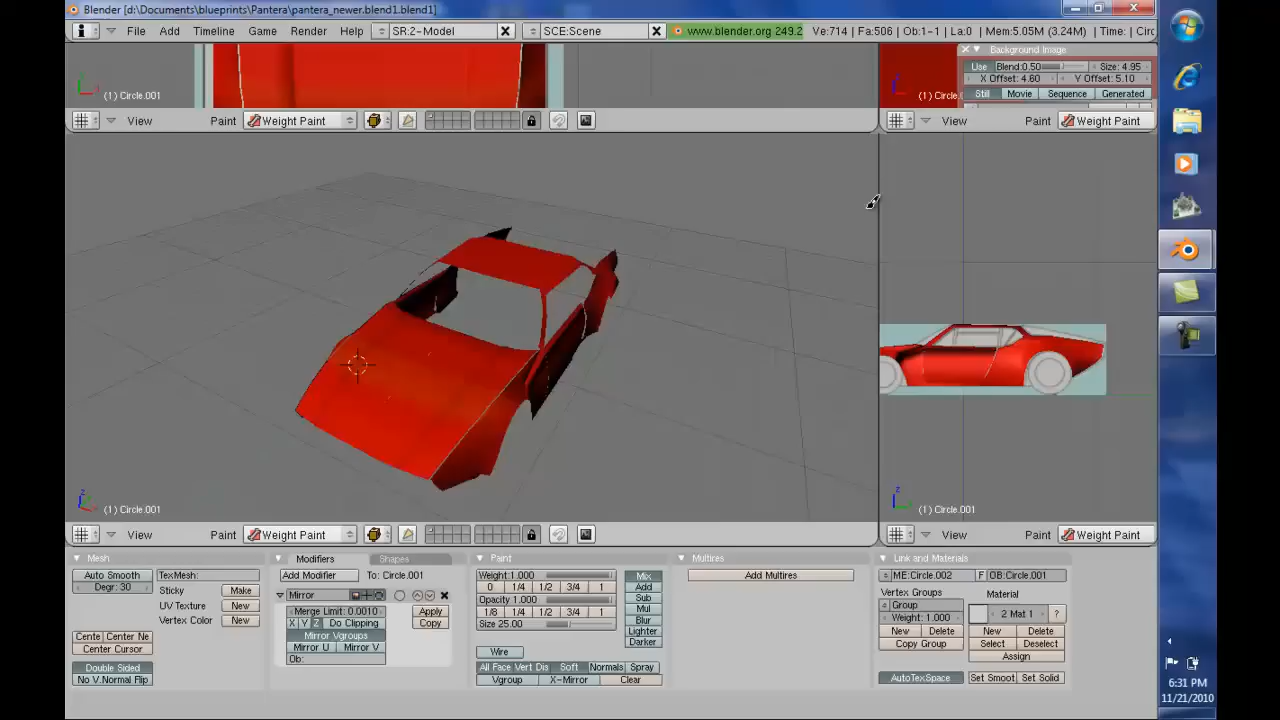 Blender [d:\Documents\blueprints\Pantera\pantera_newer.blend1.blend1]
File Add Timeline Game Render Help SR:2-Model SCE:Scene www.blender.org 249.2 Ve:714 | Fa:506 | Ob:1-1 | La:0 | Mem:5.05M (3.24M) | Time: | Circ
Background Image
Use Blend:0.50 Size: 4.95
X Offset: 4.60 Y Offset: 5.10
(1) Circle.001 (1) Circle.
Still Movie Sequence Generated
View Paint Weight Paint View Paint Weight Paint
(1) Circle.001 (1) Circle.001
View Paint Weight Paint View Paint Weight Paint
Mesh Modifiers Shapes Paint Multires Link and Materials
Auto Smooth TexMesh: Add Modifier To: Circle.001 Weight:1.000 Mix Add Multires ME:Circle.002 F OB:Circle.001
Degr: 30 Sticky Make 0 1/4 1/2 3/4 1 Add Vertex Groups
Mirror Opacity 1.000 Sub Group 2 Mat 1 ?
UV Texture New Merge Limit: 0.0010 Apply 1/8 1/4 1/2 3/4 1 Mul Weight: 1.000
Vertex Color New X Y Z Do Clipping Copy Size 25.00 Blur New Delete New Delete
Cente Center Ne Mirror Vgroups Lighter Copy Group Select Deselect
Center Cursor Mirror U Mirror V Wire Darker Assign
Ob:
Double Sided All Face Vert Dis Soft Normals Spray
No V.Normal Flip Vgroup X-Mirror Clear AutoTexSpace Set Smoot Set Solid
6:31 PM
11/21/2010